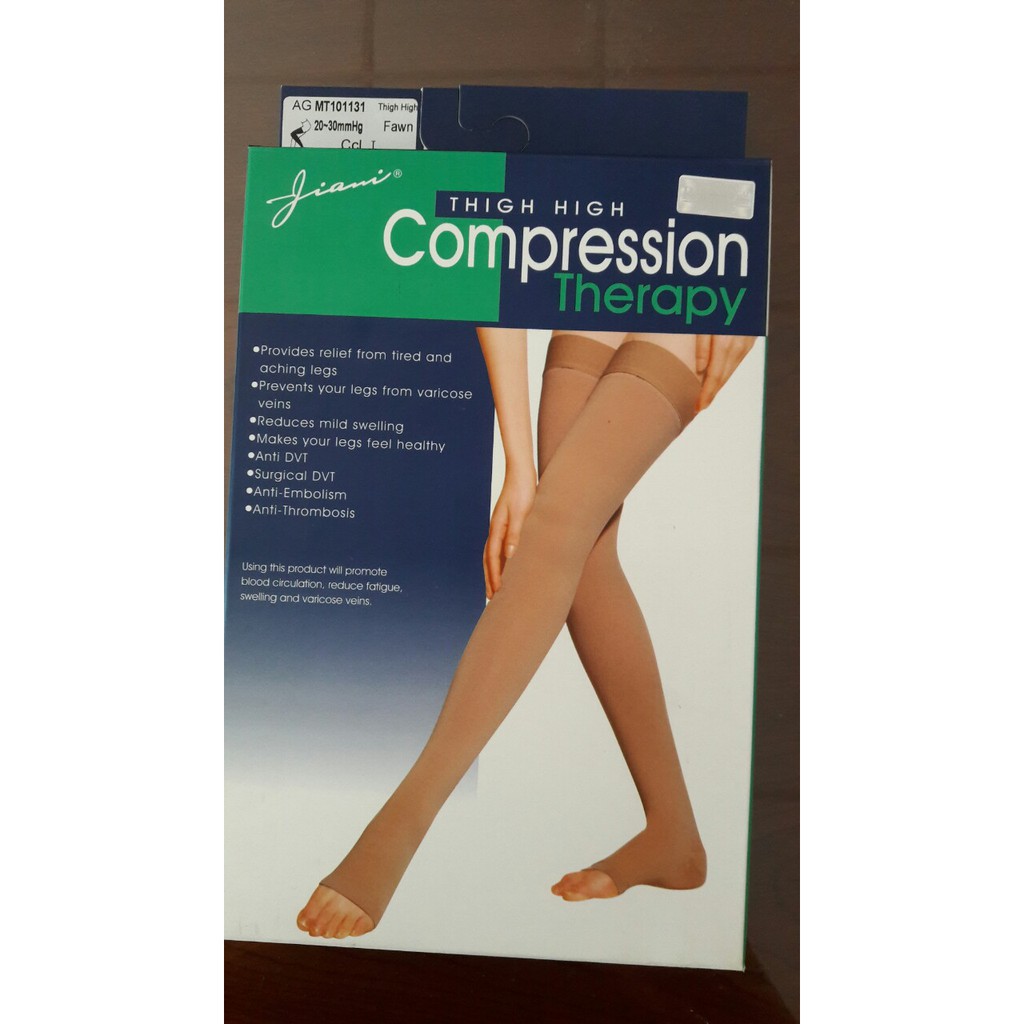 AG MT101131 Thigh High
20~30mmHg Fawn
Ccl I
Jiani®
THIGH HIGH
Compression
Therapy
•Provides relief from tired and
aching legs
•Prevents your legs from varicose
veins
•Reduces mild swelling
•Makes your legs feel healthy
•Anti DVT
•Surgical DVT
•Anti-Embolism
•Anti-Thrombosis
Using this product will promote
blood circulation, reduce fatigue,
swelling and varicose veins.